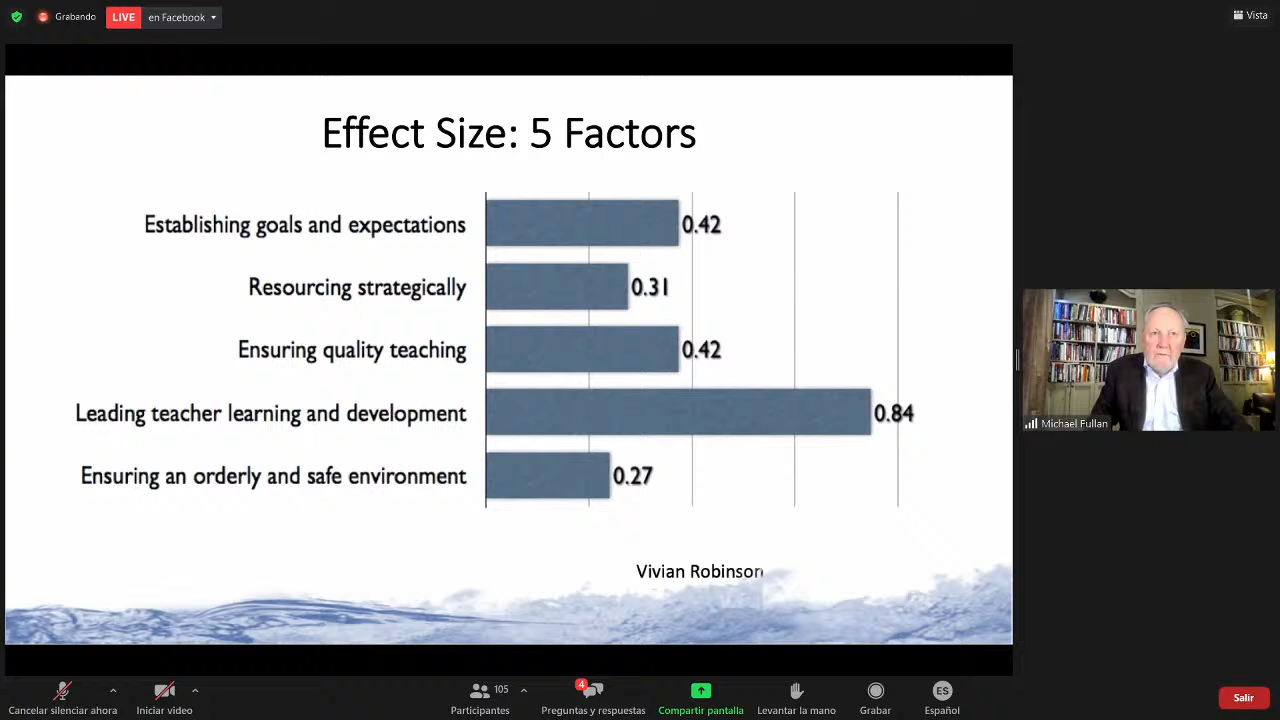 Grabando
LIVE en Facebook
Vista
Effect Size: 5 Factors
Establishing goals and expectations 0.42
Resourcing strategically 0.31
Ensuring quality teaching 0.42
Leading teacher learning and development 0.84
Ensuring an orderly and safe environment 0.27
Vivian Robinson
Michael Fullan
Cancelar silenciar ahora
Iniciar video
105
Participantes
4
Preguntas y respuestas
Compartir pantalla
Levantar la mano
Grabar
ES
Español
Salir